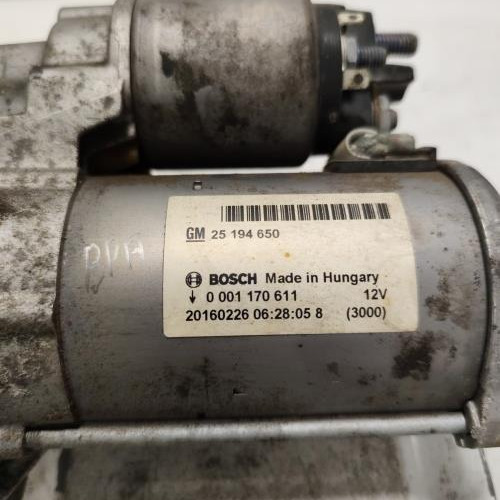 GM 25 194 650
BOSCH Made in Hungary
0 001 170 611 12V
20160226 06:28:05 8 (3000)